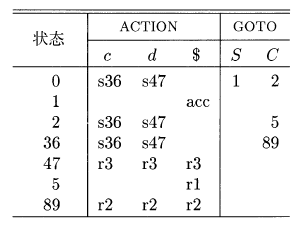 状态 ACTION GOTO
c d $ S C
0 s36 s47 1 2
1 acc
2 s36 s47 5
36 s36 s47 89
47 r3 r3 r3
5 r1
89 r2 r2 r2